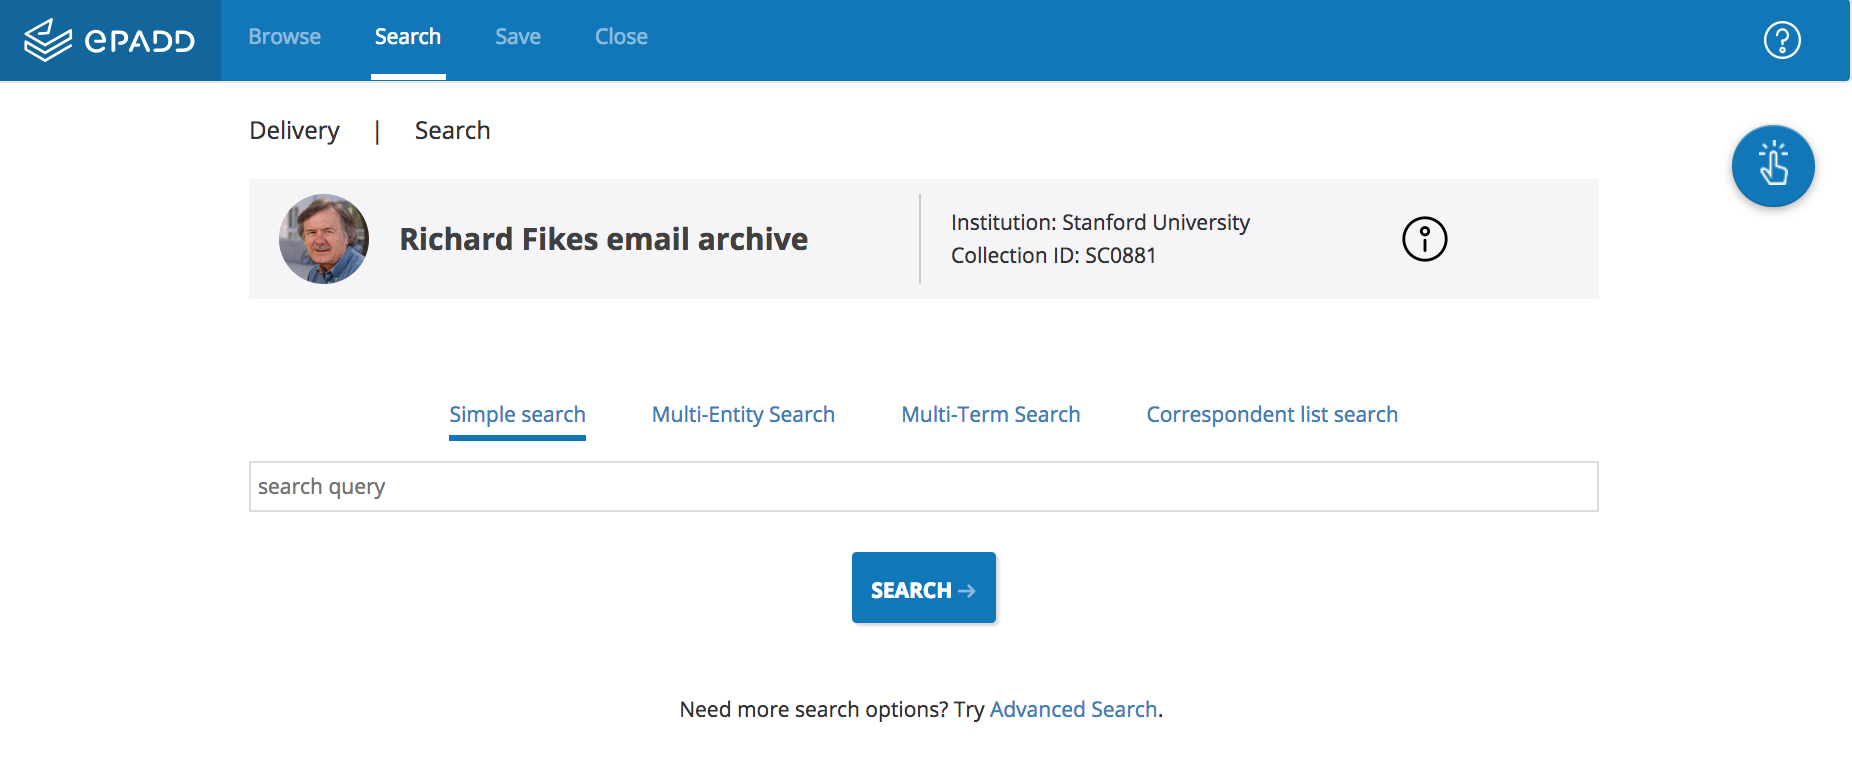 ePADD
Browse Search Save Close
Delivery | Search
Richard Fikes email archive
Institution: Stanford University
Collection ID: SC0881
Simple search Multi-Entity Search Multi-Term Search Correspondent list search
search query
SEARCH →
Need more search options? Try Advanced Search.